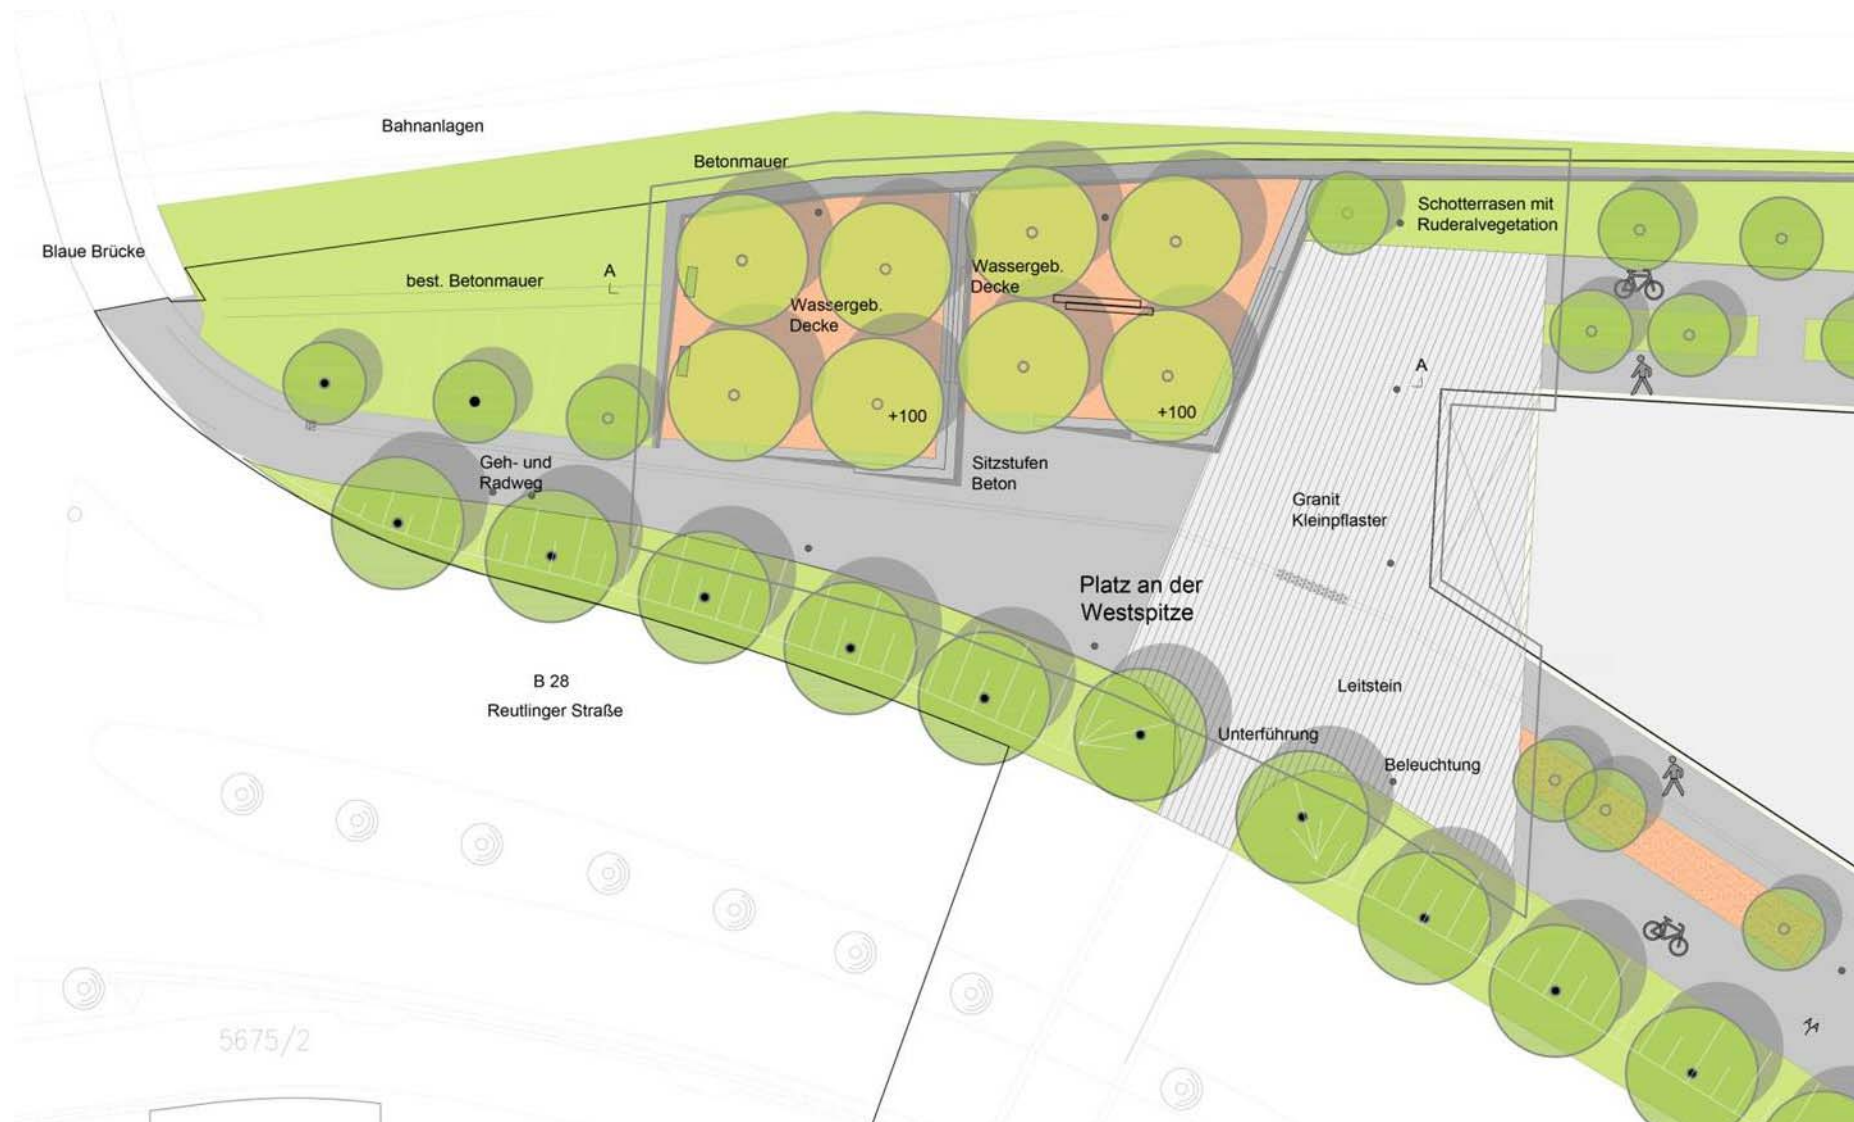 Bahnanlagen
Betonmauer
Blaue Brücke
best. Betonmauer
A
Schotterrasen mit
Ruderalvegetation
Wassergeb.
Decke
Wassergeb.
Decke
A
+100
+100
Geh- und
Radweg
Sitzstufen
Beton
Granit
Kleinpflaster
Platz an der
Westspitze
B 28
Reutlinger Straße
Leitstein
Unterführung
Beleuchtung
5675/2